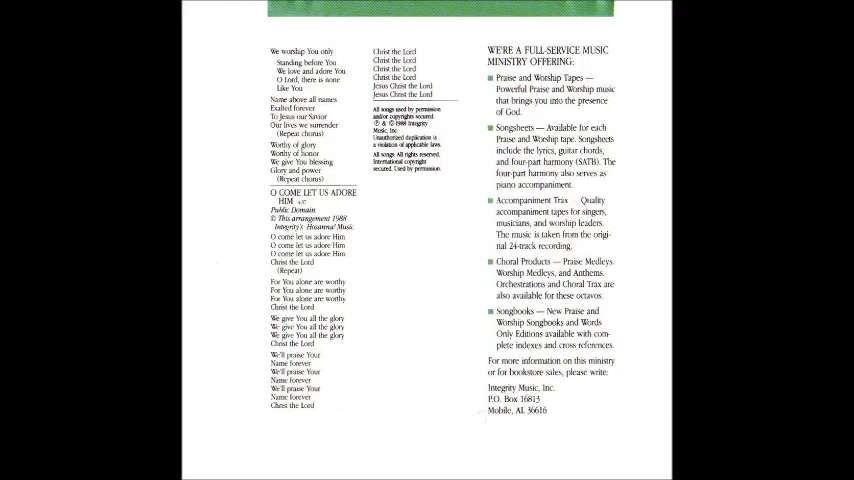 We worship You only
Standing before You
We love and adore You
O Lord, there is none
Like You
Name above all names
Exalted forever
To Jesus our Savior
Our lives we surrender
(Repeat chorus)
Worthy of glory
Worthy of honor
We give You blessing
Glory and power
(Repeat chorus)
O COME LET US ADORE
HIM 4:37
Public Domain
© This arrangement 1988
Integrity's Hosanna! Music
O come let us adore Him
O come let us adore Him
O come let us adore Him
Christ the Lord
(Repeat)
For You alone are worthy
For You alone are worthy
For You alone are worthy
Christ the Lord
We give You all the glory
We give You all the glory
We give You all the glory
Christ the Lord
We'll praise Your
Name forever
We'll praise Your
Name forever
We'll praise Your
Name forever
Christ the Lord
Christ the Lord
Christ the Lord
Christ the Lord
Christ the Lord
Jesus Christ the Lord
Jesus Christ the Lord
All songs used by permission
and/or copyrights secured.
℗ & © 1988 Integrity
Music, Inc.
Unauthorized duplication is
a violation of applicable laws.
All songs: All rights reserved.
International copyright
secured. Used by permission.
WE'RE A FULL-SERVICE MUSIC
MINISTRY OFFERING:
■ Praise and Worship Tapes —
Powerful Praise and Worship music
that brings you into the presence
of God.
■ Songsheets — Available for each
Praise and Worship tape. Songsheets
include the lyrics, guitar chords,
and four-part harmony (SATB). The
four-part harmony also serves as
piano accompaniment.
■ Accompaniment Trax — Quality
accompaniment tapes for singers,
musicians, and worship leaders.
The music is taken from the origi-
nal 24-track recording.
■ Choral Products — Praise Medleys,
Worship Medleys, and Anthems.
Orchestrations and Choral Trax are
also available for these octavos.
■ Songbooks — New Praise and
Worship Songbooks and Words
Only Editions available with com-
plete indexes and cross references.
For more information on this ministry
or for bookstore sales, please write:
Integrity Music, Inc.
P.O. Box 16813
Mobile, AL 36616